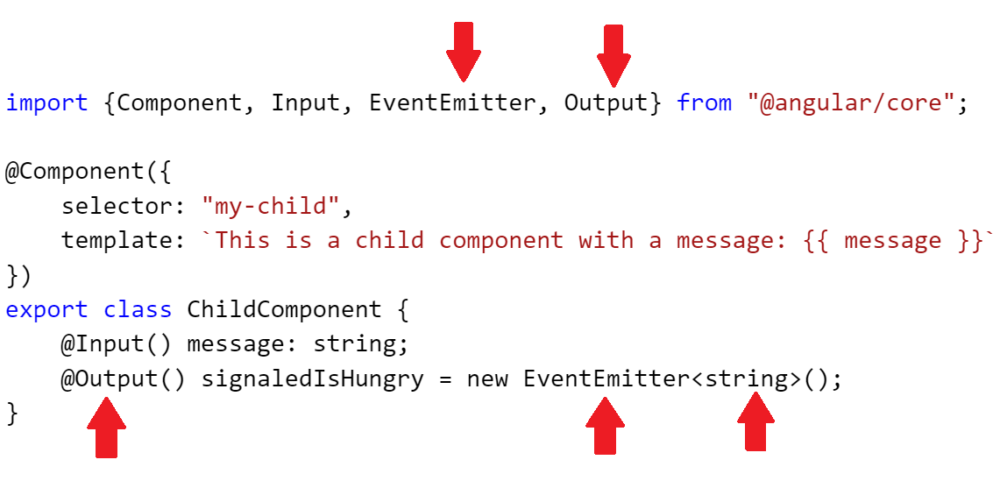 import {Component, Input, EventEmitter, Output} from "@angular/core";
@Component({
    selector: "my-child",
    template: `This is a child component with a message: {{ message }}`
})
export class ChildComponent {
    @Input() message: string;
    @Output() signaledIsHungry = new EventEmitter<string>();
}